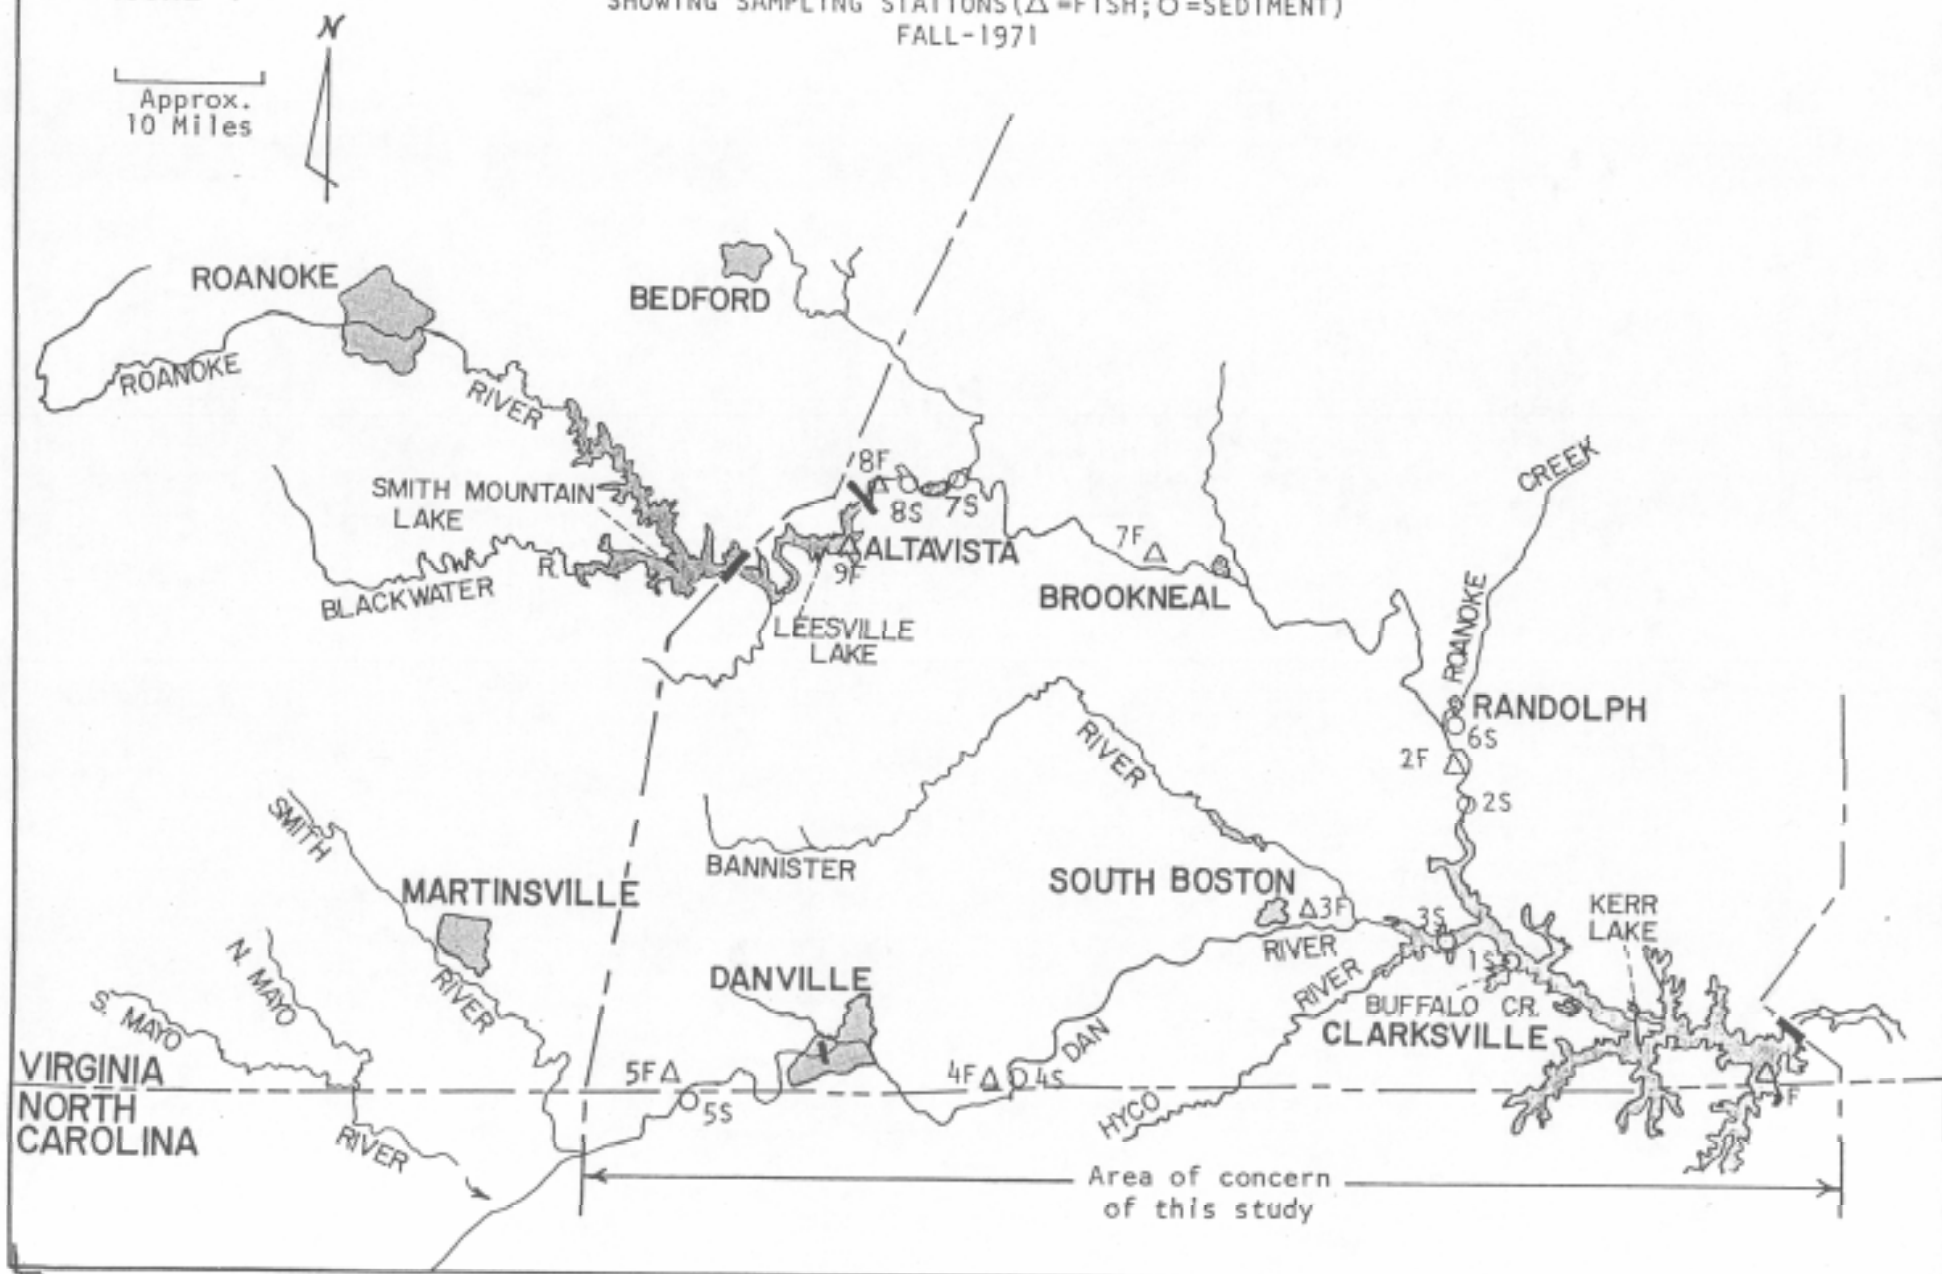 SHOWING SAMPLING STATIONS (△=FISH; ○=SEDIMENT)
FALL-1971
N
Approx.
10 Miles
ROANOKE
BEDFORD
ROANOKE
RIVER
SMITH MOUNTAIN
LAKE
BLACKWATER
R.
8F
8S
7S
ALTAVISTA
9F
LEESVILLE
LAKE
7F
BROOKNEAL
CREEK
ROANOKE
RANDOLPH
6S
2F
2S
RIVER
BANNISTER
SMITH
MARTINSVILLE
RIVER
N. MAYO
S. MAYO
RIVER
SOUTH BOSTON
3F
RIVER
3S
KERR
LAKE
1S
RIVER
BUFFALO CR.
CLARKSVILLE
DANVILLE
DAN
HYCO
5F
5S
4F
4S
F
VIRGINIA
NORTH
CAROLINA
Area of concern
of this study